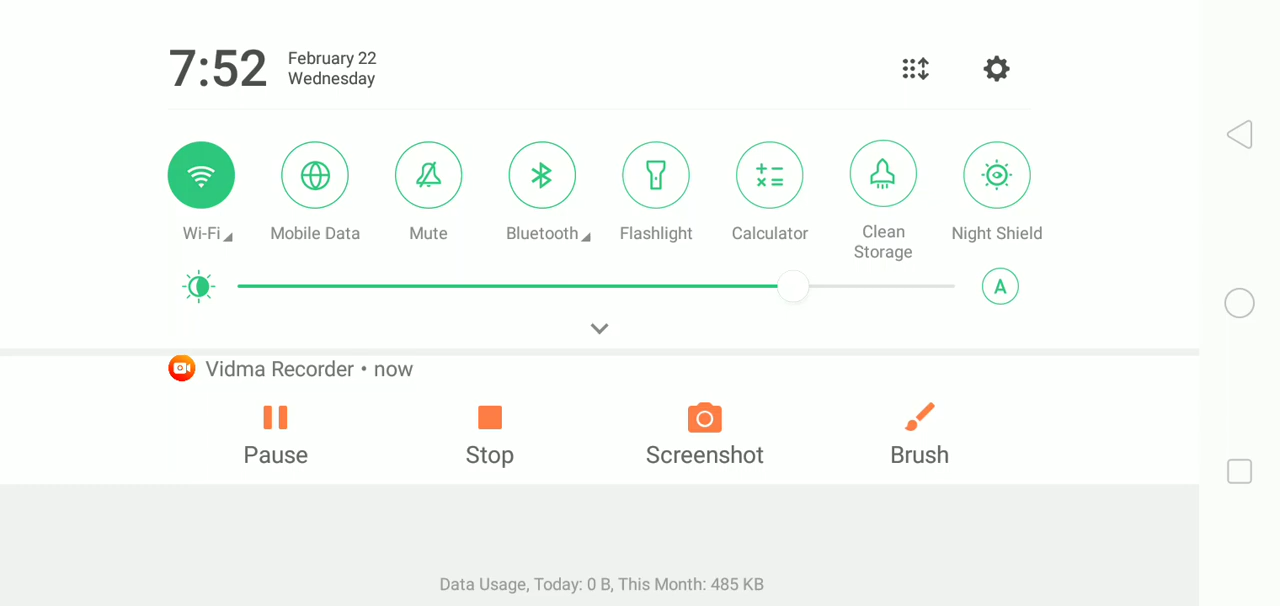 7:52
February 22
Wednesday
Wi-Fi
Mobile Data
Mute
Bluetooth
Flashlight
Calculator
Clean
Storage
Night Shield
A
Vidma Recorder • now
Pause
Stop
Screenshot
Brush
Data Usage, Today: 0 B, This Month: 485 KB